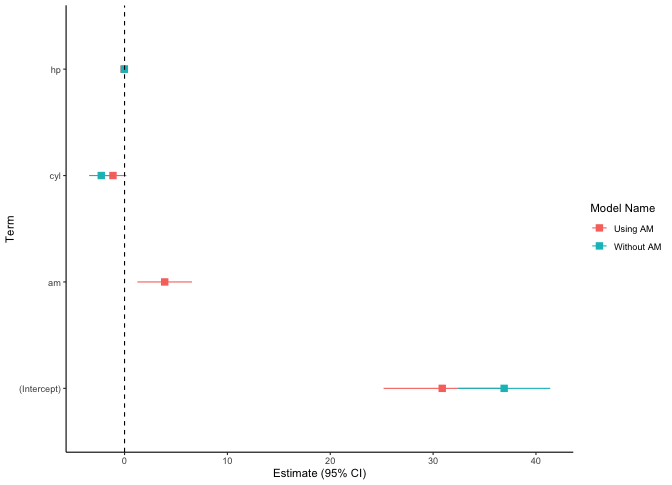 hp
cyl
am
(Intercept)
Term
0
10
20
30
40
Estimate (95% CI)
Model Name
Using AM
Without AM